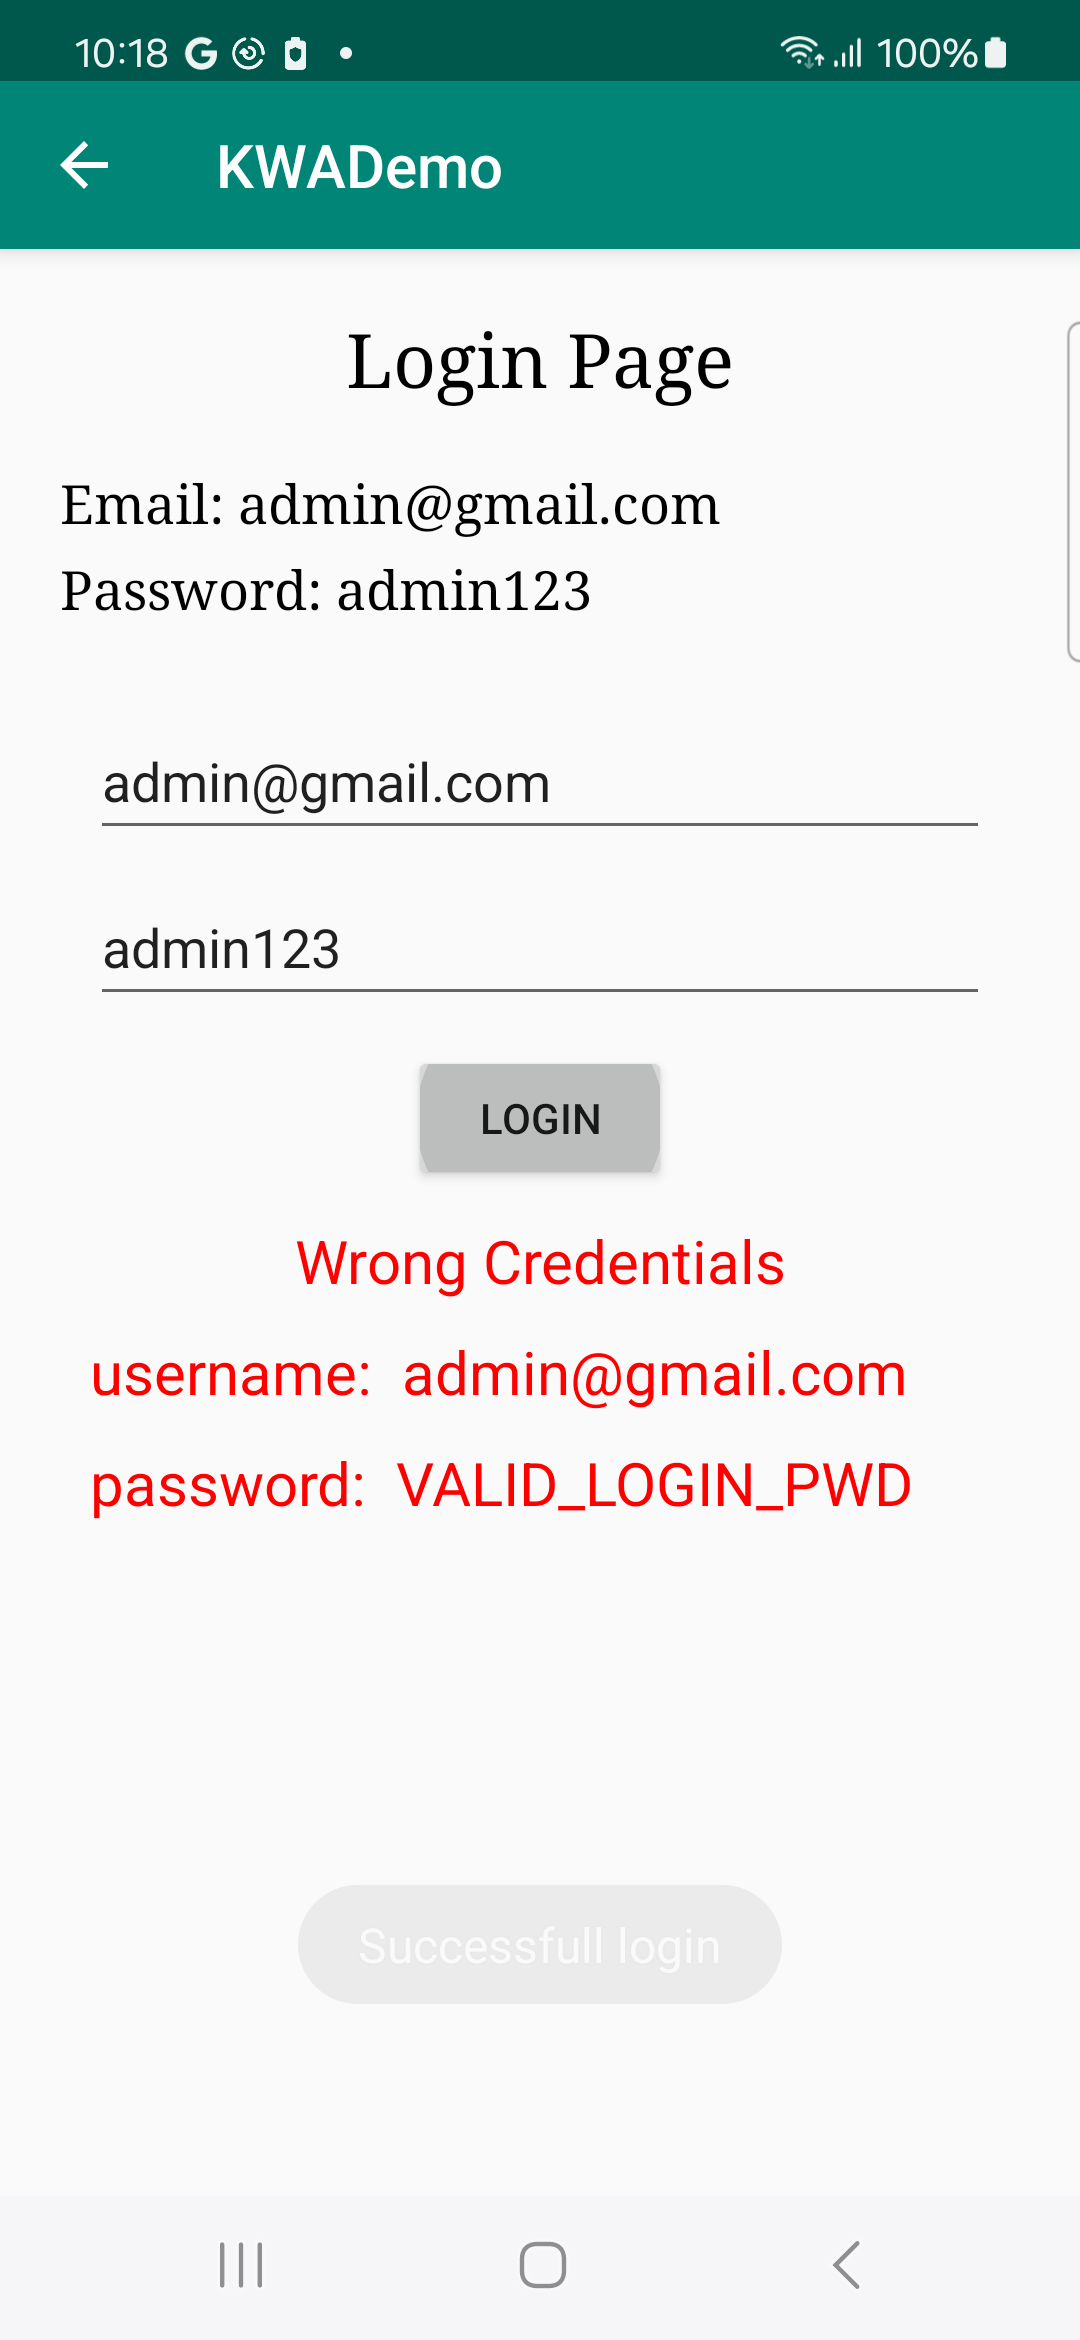 10:18 G 100%
KWADemo
Login Page
Email: admin@gmail.com
Password: admin123
admin@gmail.com
admin123
LOGIN
Wrong Credentials
username: admin@gmail.com
password: VALID_LOGIN_PWD
Successfull login